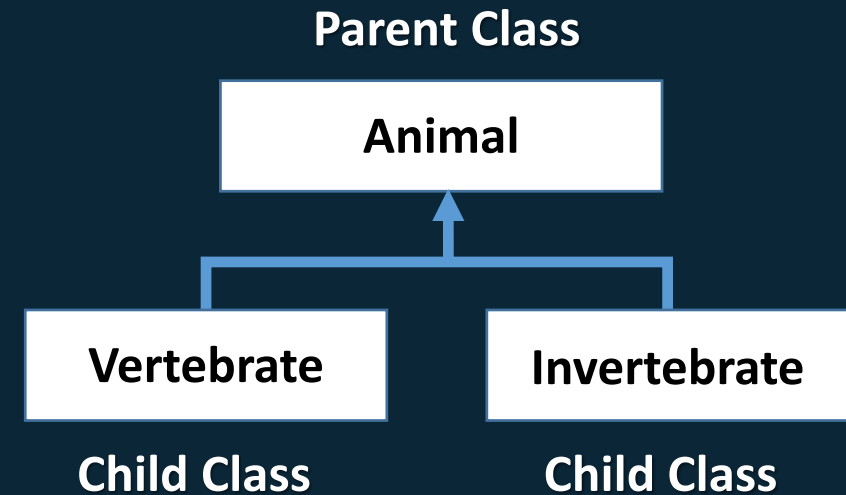 Parent Class
Animal
Vertebrate
Invertebrate
Child Class
Child Class